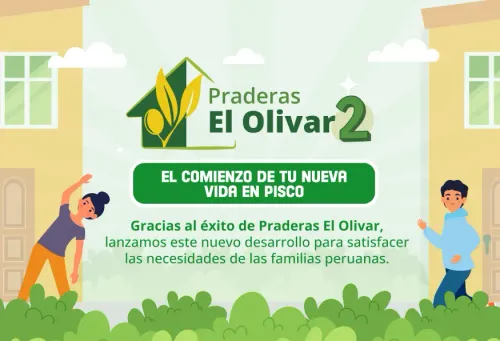 Praderas
El Olivar 2
EL COMIENZO DE TU NUEVA
VIDA EN PISCO
Gracias al éxito de Praderas El Olivar,
lanzamos este nuevo desarrollo para satisfacer
las necesidades de las familias peruanas.